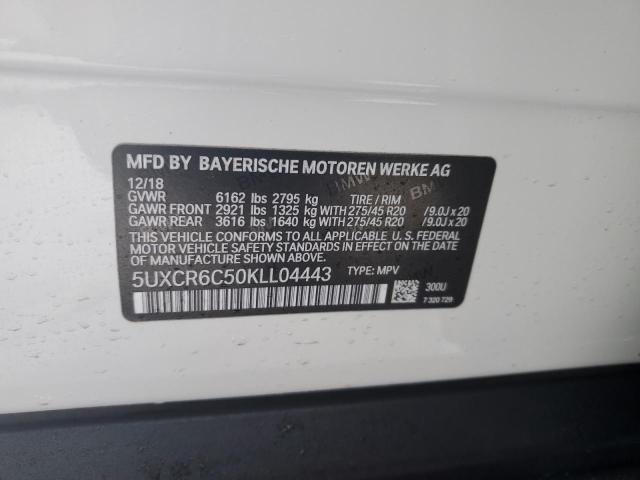 MFD BY BAYERISCHE MOTOREN WERKE AG
12/18
GVWR 6162 lbs 2795 kg TIRE / RIM
GAWR FRONT 2921 lbs 1325 kg WITH 275/45 R20 /9.0J x 20
GAWR REAR 3616 lbs 1640 kg WITH 275/45 R20 /9.0J x 20
THIS VEHICLE CONFORMS TO ALL APPLICABLE U.S. FEDERAL
MOTOR VEHICLE SAFETY STANDARDS IN EFFECT ON THE DATE
OF MANUFACTURE SHOWN ABOVE.
5UXCR6C50KLL04443 TYPE: MPV
300U
7 320 729
BMW
BM